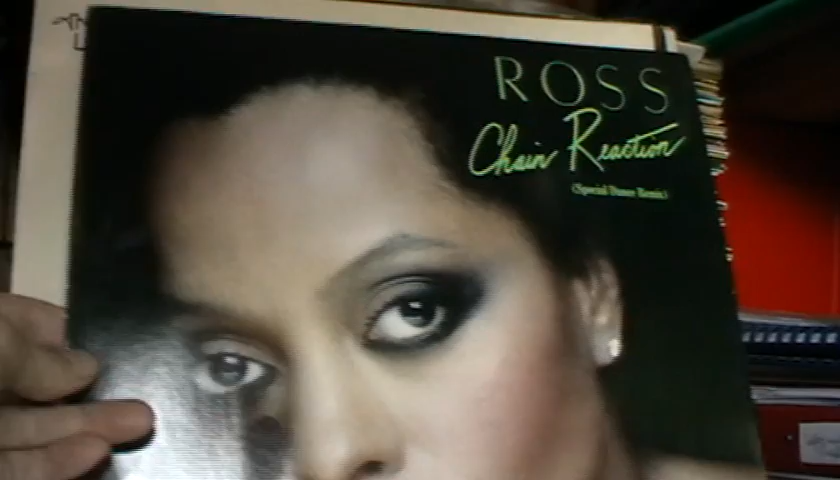 ROSS
Chain Reaction
(Special Dance Remix)